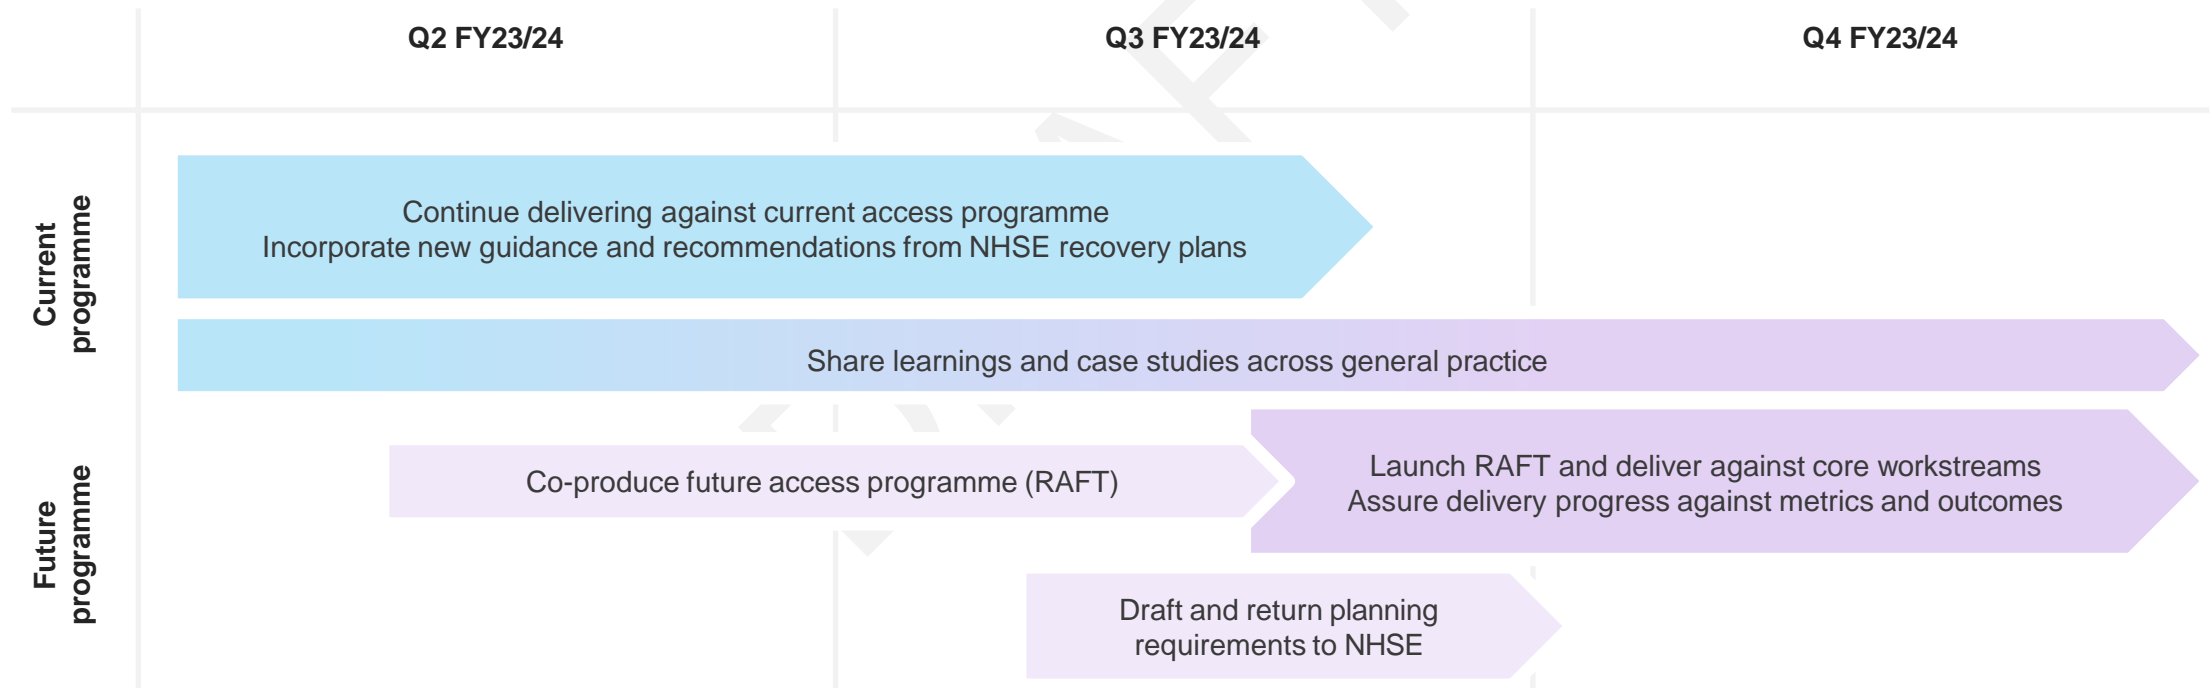 Q2 FY23/24
Q3 FY23/24
Q4 FY23/24
Current
programme
Continue delivering against current access programme
Incorporate new guidance and recommendations from NHSE recovery plans
Share learnings and case studies across general practice
Future
programme
Co-produce future access programme (RAFT)
Launch RAFT and deliver against core workstreams
Assure delivery progress against metrics and outcomes
Draft and return planning
requirements to NHSE